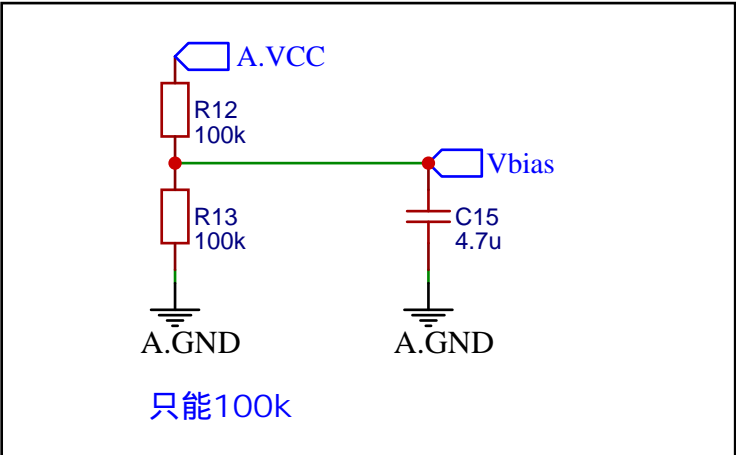 A.VCC
R12
100k
Vbias
R13
100k
C15
4.7u
A.GND
A.GND
只能100k